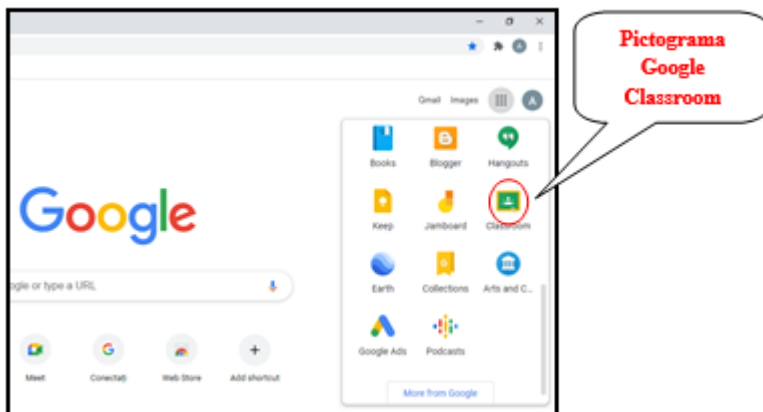 Pictograma
Google
Classroom
Gmail Images A
Books Blogger Hangouts
Keep Jamboard Classroom
Google
Earth Collections Arts and C...
ogle or type a URL
Google Ads Podcasts
Meet Conectați Web Store Add shortcut
More from Google